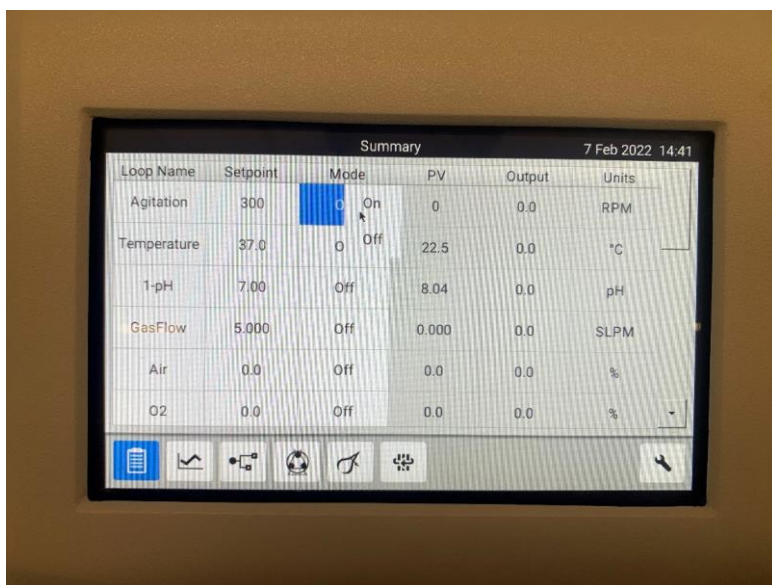 Summary 7 Feb 2022 14:41
Loop Name Setpoint Mode PV Output Units
Agitation 300 O On 0 0.0 RPM
Temperature 37.0 O Off 22.5 0.0 °C
1-pH 7.00 Off 8.04 0.0 pH
GasFlow 5.000 Off 0.000 0.0 SLPM
Air 0.0 Off 0.0 0.0 %
O2 0.0 Off 0.0 0.0 %